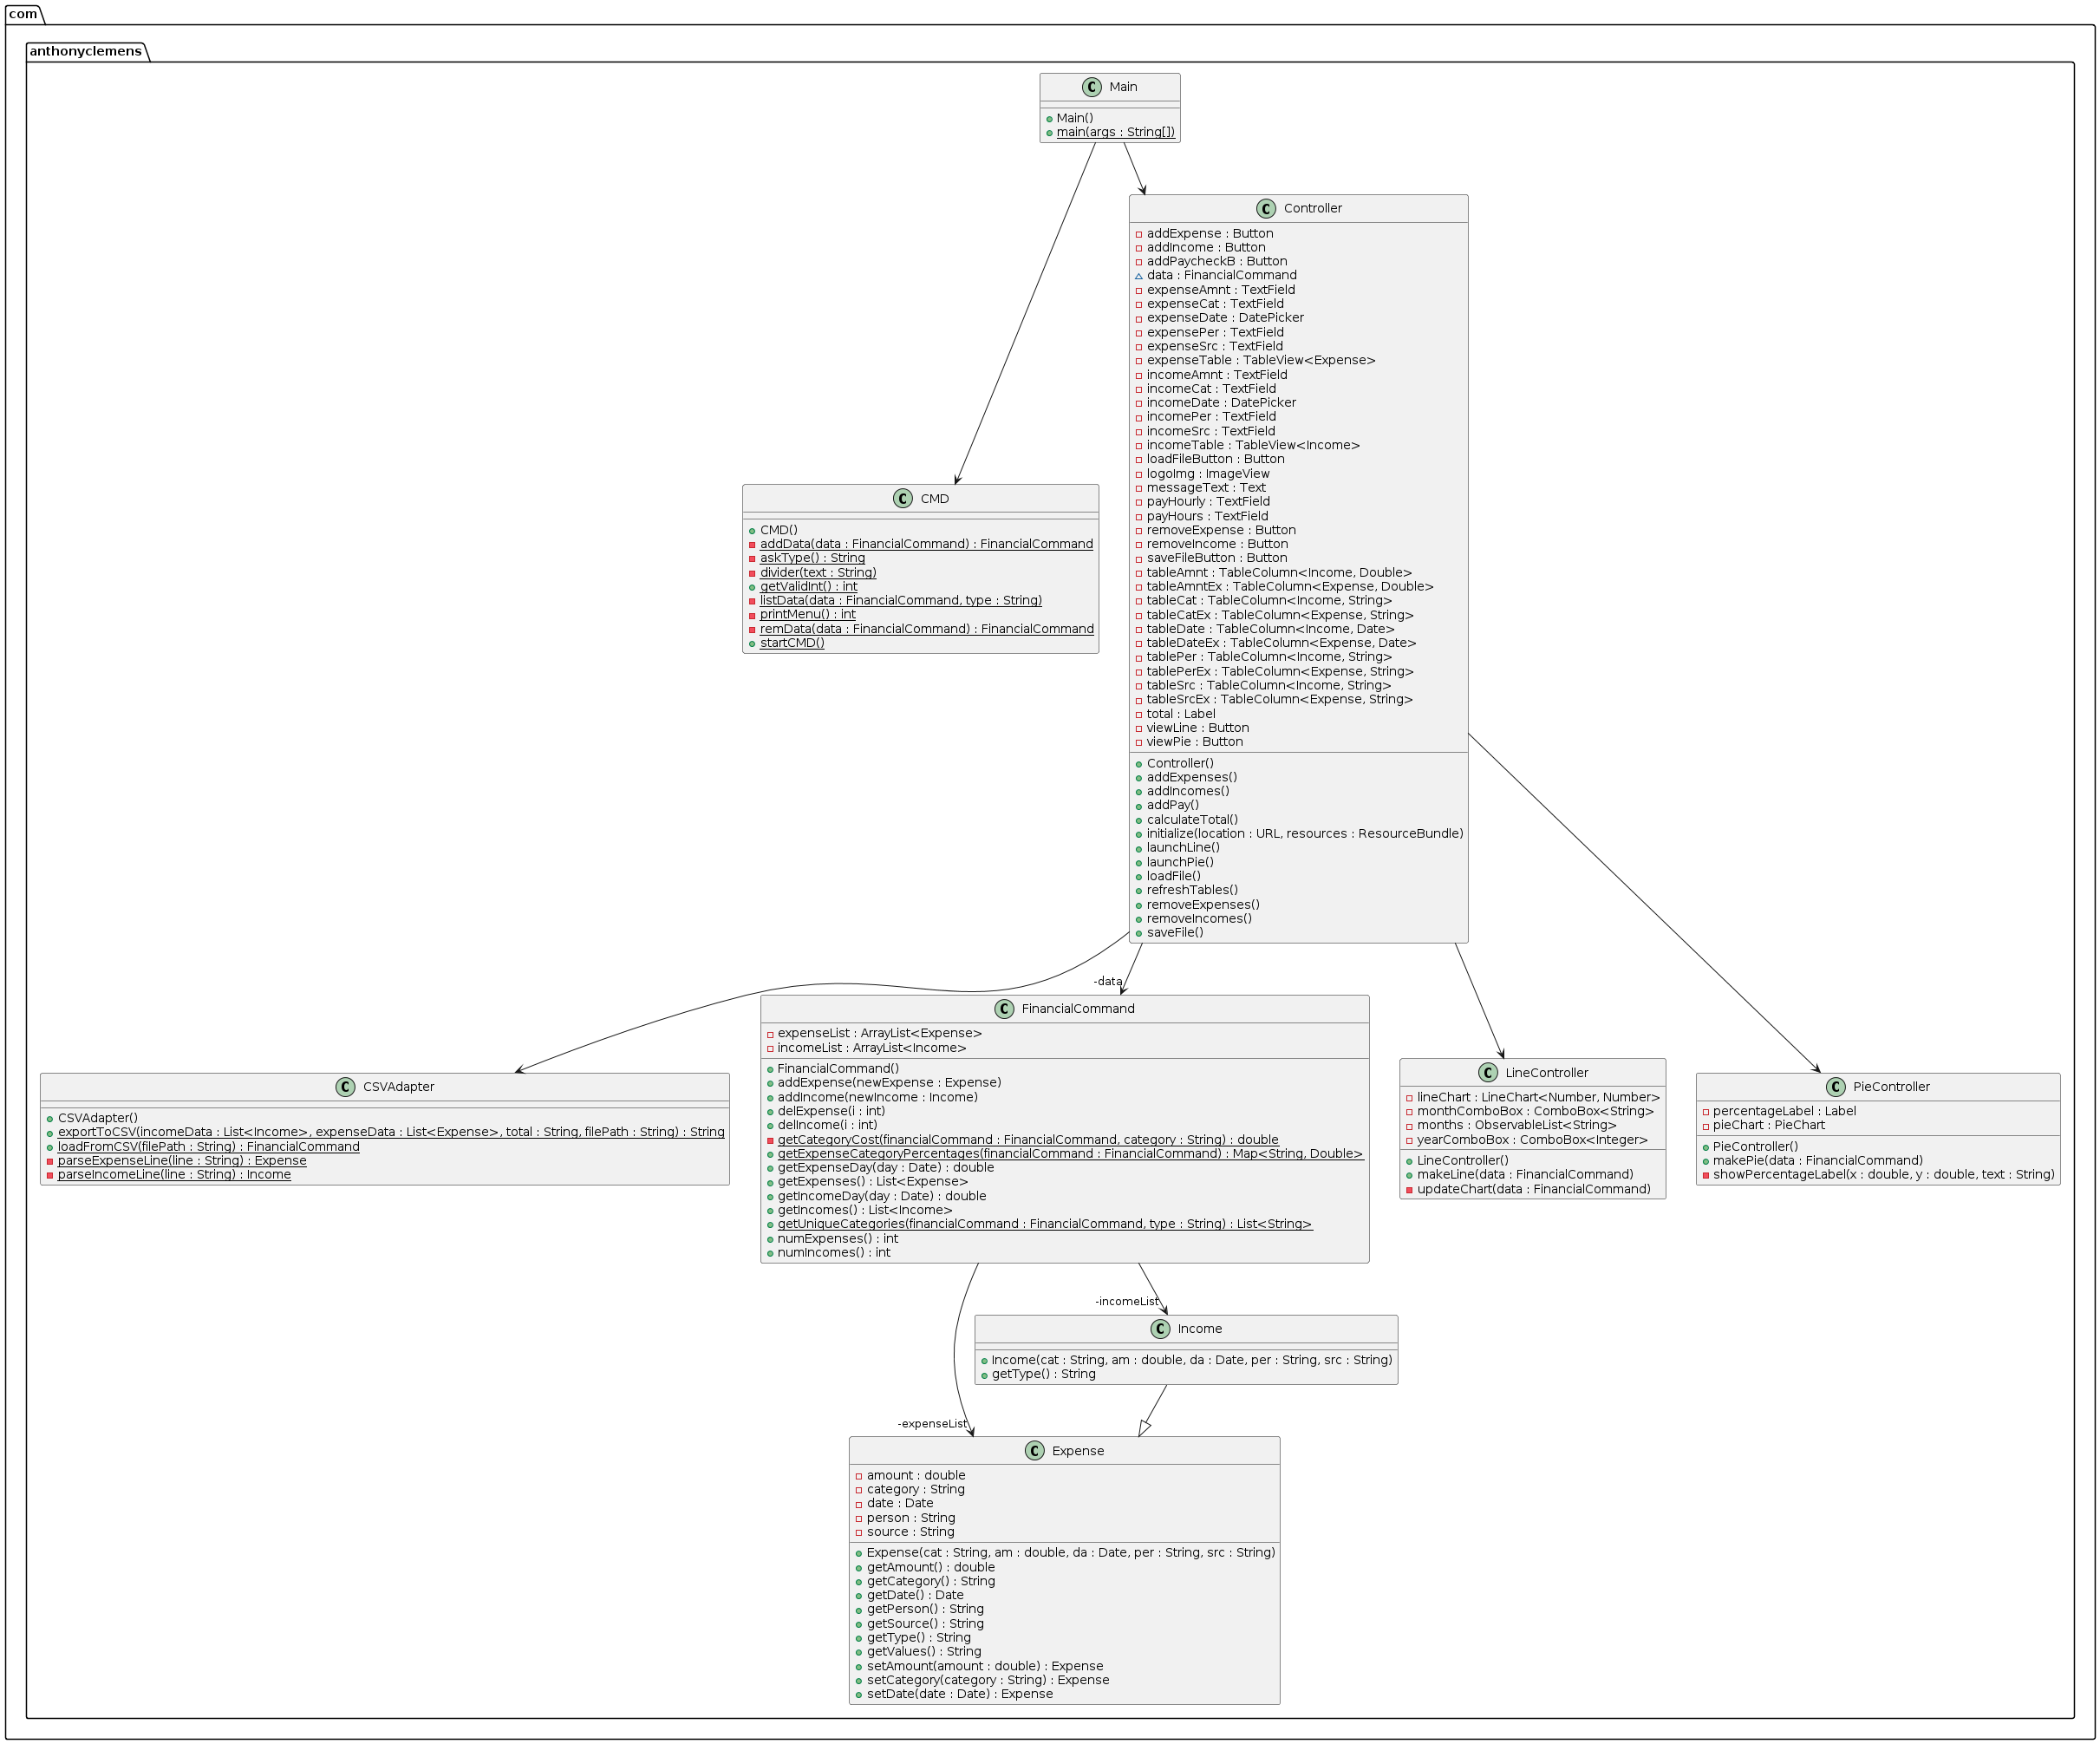 com
anthonyclemens
C Main
Main()
main(args : String[])
C Controller
addExpense : Button
addIncome : Button
addPaycheckB : Button
data : FinancialCommand
expenseAmnt : TextField
expenseCat : TextField
expenseDate : DatePicker
expensePer : TextField
expenseSrc : TextField
expenseTable : TableView<Expense>
incomeAmnt : TextField
incomeCat : TextField
incomeDate : DatePicker
incomePer : TextField
incomeSrc : TextField
incomeTable : TableView<Income>
loadFileButton : Button
logoImg : ImageView
messageText : Text
payHourly : TextField
payHours : TextField
removeExpense : Button
removeIncome : Button
saveFileButton : Button
tableAmnt : TableColumn<Income, Double>
tableAmntEx : TableColumn<Expense, Double>
tableCat : TableColumn<Income, String>
tableCatEx : TableColumn<Expense, String>
tableDate : TableColumn<Income, Date>
tableDateEx : TableColumn<Expense, Date>
tablePer : TableColumn<Income, String>
tablePerEx : TableColumn<Expense, String>
tableSrc : TableColumn<Income, String>
tableSrcEx : TableColumn<Expense, String>
total : Label
viewLine : Button
viewPie : Button
Controller()
addExpenses()
addIncomes()
addPay()
calculateTotal()
initialize(location : URL, resources : ResourceBundle)
launchLine()
launchPie()
loadFile()
refreshTables()
removeExpenses()
removeIncomes()
saveFile()
C CMD
CMD()
addData(data : FinancialCommand) : FinancialCommand
askType() : String
divider(text : String)
getValidInt() : int
listData(data : FinancialCommand, type : String)
printMenu() : int
remData(data : FinancialCommand) : FinancialCommand
startCMD()
-data
C CSVAdapter
CSVAdapter()
exportToCSV(incomeData : List<Income>, expenseData : List<Expense>, total : String, filePath : String) : String
loadFromCSV(filePath : String) : FinancialCommand
parseExpenseLine(line : String) : Expense
parseIncomeLine(line : String) : Income
C FinancialCommand
expenseList : ArrayList<Expense>
incomeList : ArrayList<Income>
FinancialCommand()
addExpense(newExpense : Expense)
addIncome(newIncome : Income)
delExpense(i : int)
delIncome(i : int)
getCategoryCost(financialCommand : FinancialCommand, category : String) : double
getExpenseCategoryPercentages(financialCommand : FinancialCommand) : Map<String, Double>
getExpenseDay(day : Date) : double
getExpenses() : List<Expense>
getIncomeDay(day : Date) : double
getIncomes() : List<Income>
getUniqueCategories(financialCommand : FinancialCommand, type : String) : List<String>
numExpenses() : int
numIncomes() : int
C LineController
lineChart : LineChart<Number, Number>
monthComboBox : ComboBox<String>
months : ObservableList<String>
yearComboBox : ComboBox<Integer>
LineController()
makeLine(data : FinancialCommand)
updateChart(data : FinancialCommand)
C PieController
percentageLabel : Label
pieChart : PieChart
PieController()
makePie(data : FinancialCommand)
showPercentageLabel(x : double, y : double, text : String)
-incomeList
C Income
Income(cat : String, am : double, da : Date, per : String, src : String)
getType() : String
-expenseList
C Expense
amount : double
category : String
date : Date
person : String
source : String
Expense(cat : String, am : double, da : Date, per : String, src : String)
getAmount() : double
getCategory() : String
getDate() : Date
getPerson() : String
getSource() : String
getType() : String
getValues() : String
setAmount(amount : double) : Expense
setCategory(category : String) : Expense
setDate(date : Date) : Expense